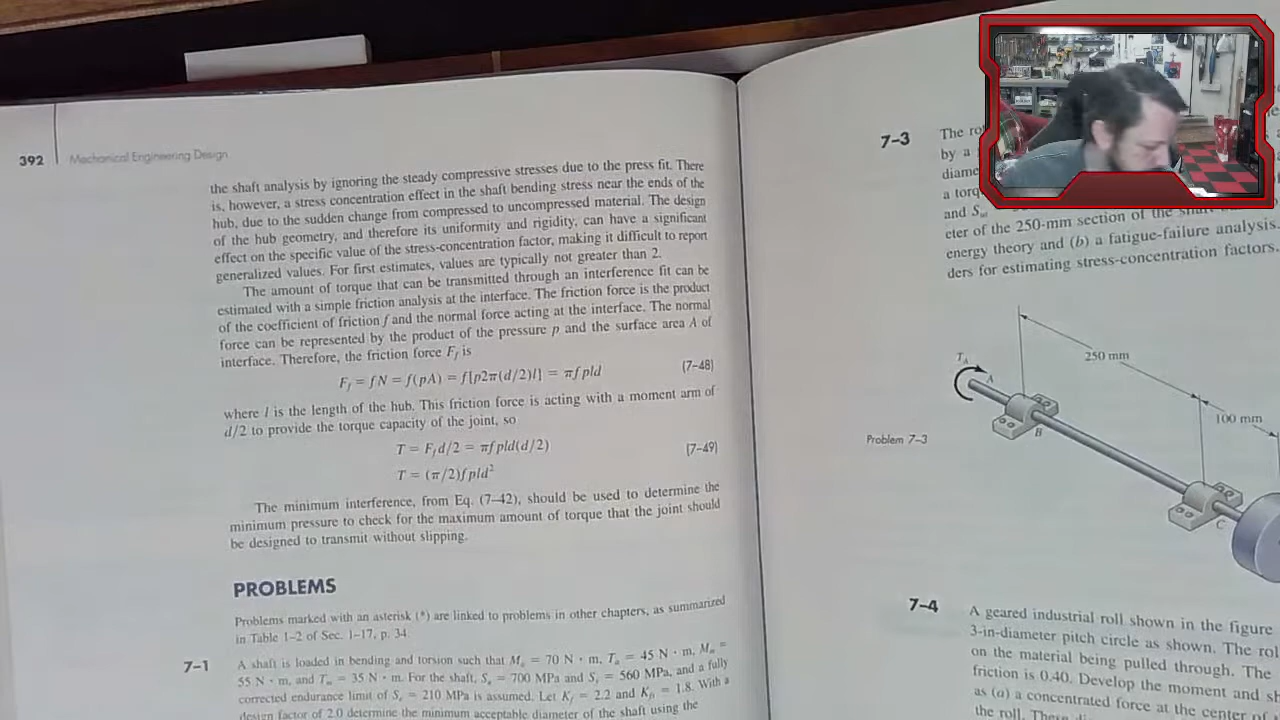 392 Mechanical Engineering Design
the shaft analysis by ignoring the steady compressive stresses due to the press fit. There
is, however, a stress concentration effect in the shaft bending stress near the ends of the
hub, due to the sudden change from compressed to uncompressed material. The design
of the hub geometry, and therefore its uniformity and rigidity, can have a significant
effect on the specific value of the stress-concentration factor, making it difficult to report
generalized values. For first estimates, values are typically not greater than 2.
The amount of torque that can be transmitted through an interference fit can be
estimated with a simple friction analysis at the interface. The friction force is the product
of the coefficient of friction f and the normal force acting at the interface. The normal
force can be represented by the product of the pressure p and the surface area A of
interface. Therefore, the friction force F_f is
F_f = fN = f(pA) = f[p2π(d/2)l] = πfpld (7–48)
where l is the length of the hub. This friction force is acting with a moment arm of
d/2 to provide the torque capacity of the joint, so
T = F_f d/2 = πfpld(d/2)
(7–49)
T = (π/2)fpld²
The minimum interference, from Eq. (7–42), should be used to determine the
minimum pressure to check for the maximum amount of torque that the joint should
be designed to transmit without slipping.
PROBLEMS
Problems marked with an asterisk (*) are linked to problems in other chapters, as summarized
in Table 1–2 of Sec. 1–17, p. 34.
7–1 A shaft is loaded in bending and torsion such that M_a = 70 N · m, T_a = 45 N · m, M_m =
55 N · m, and T_m = 35 N · m. For the shaft, S_u = 700 MPa and S_y = 560 MPa, and a fully
corrected endurance limit of S_e = 210 MPa is assumed. Let K_f = 2.2 and K_fs = 1.8. With a
design factor of 2.0 determine the minimum acceptable diameter of the shaft using the
7–3 The
by a
a
and S_ut
eter of the 250-mm section of the
energy theory and (b) a fatigue-failure analysis.
ders for estimating stress-concentration factors.
250 mm
T_A
A
100 mm
B
Problem 7–3
C
7–4 A geared industrial roll shown in the figure
3-in-diameter pitch circle as shown. The
on the material being pulled through. The
friction is 0.40. Develop the moment and
as (a) a concentrated force at the center of
the roll.